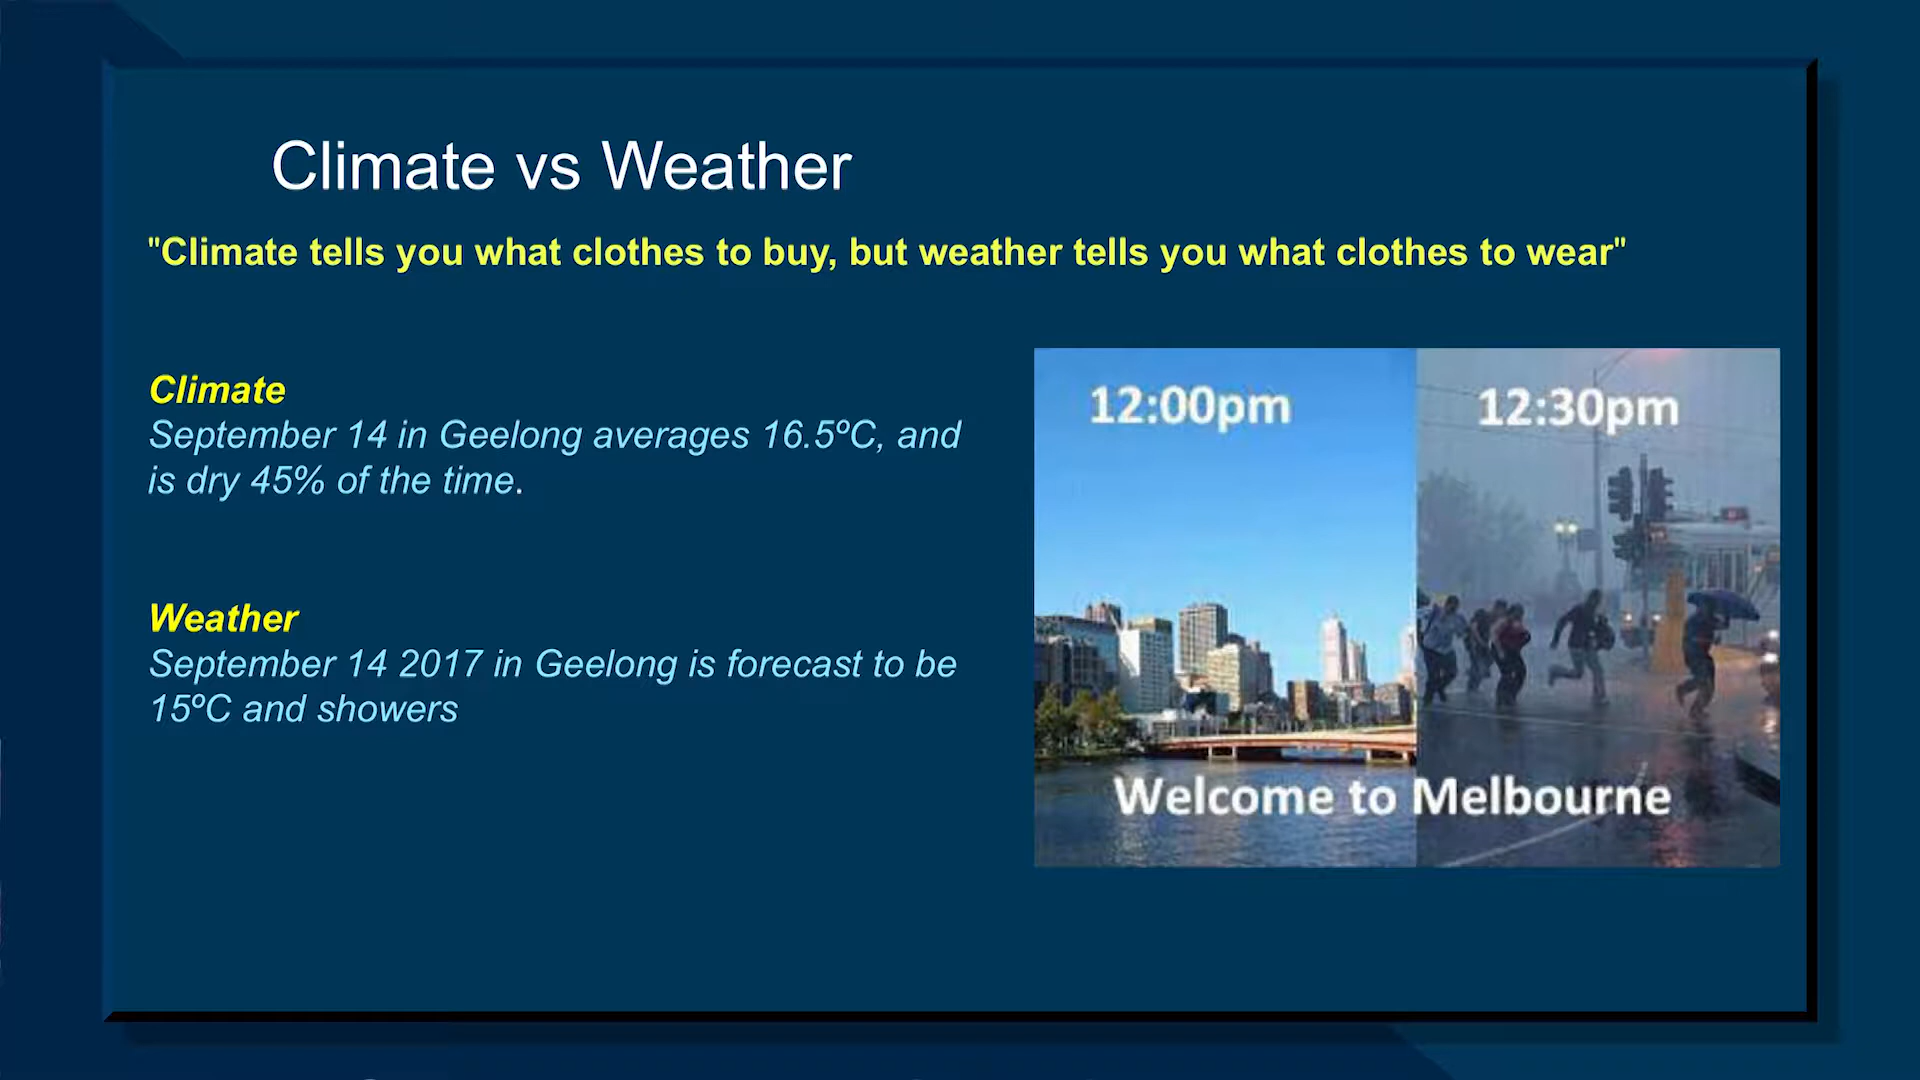 Climate vs Weather
"Climate tells you what clothes to buy, but weather tells you what clothes to wear"
Climate
September 14 in Geelong averages 16.5ºC, and
is dry 45% of the time.
Weather
September 14 2017 in Geelong is forecast to be
15ºC and showers
12:00pm
12:30pm
Welcome to Melbourne